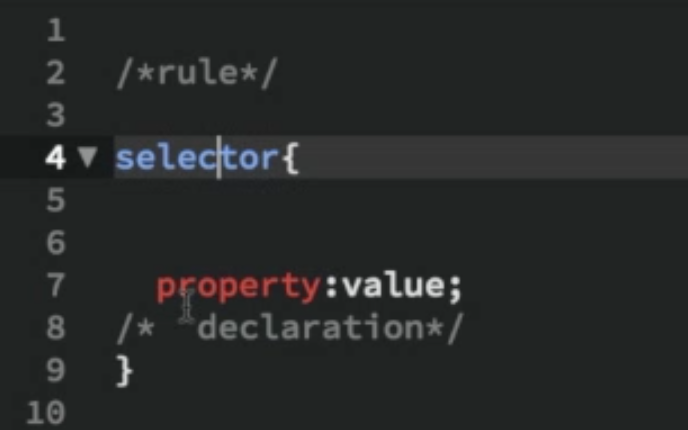 1
2 /*rule*/
3
4 selector{
5
6
7 property:value;
8 /* declaration*/
9 }
10